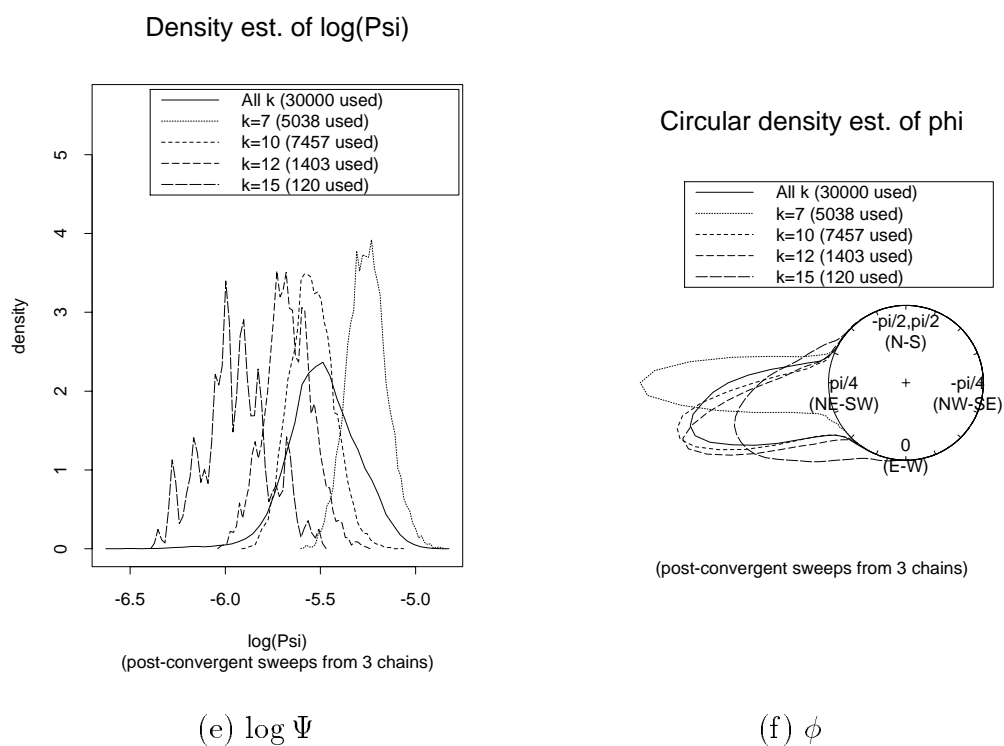 Density est. of log(Psi)
All k (30000 used)
k=7 (5038 used)
k=10 (7457 used)
k=12 (1403 used)
k=15 (120 used)
density
5
4
3
2
1
0
-6.5 -6.0 -5.5 -5.0
log(Psi)
(post-convergent sweeps from 3 chains)
(e) log Ψ
Circular density est. of phi
All k (30000 used)
k=7 (5038 used)
k=10 (7457 used)
k=12 (1403 used)
k=15 (120 used)
-pi/2,pi/2
(N-S)
pi/4 + -pi/4
(NE-SW) (NW-SE)
0
(E-W)
(post-convergent sweeps from 3 chains)
(f) ϕ